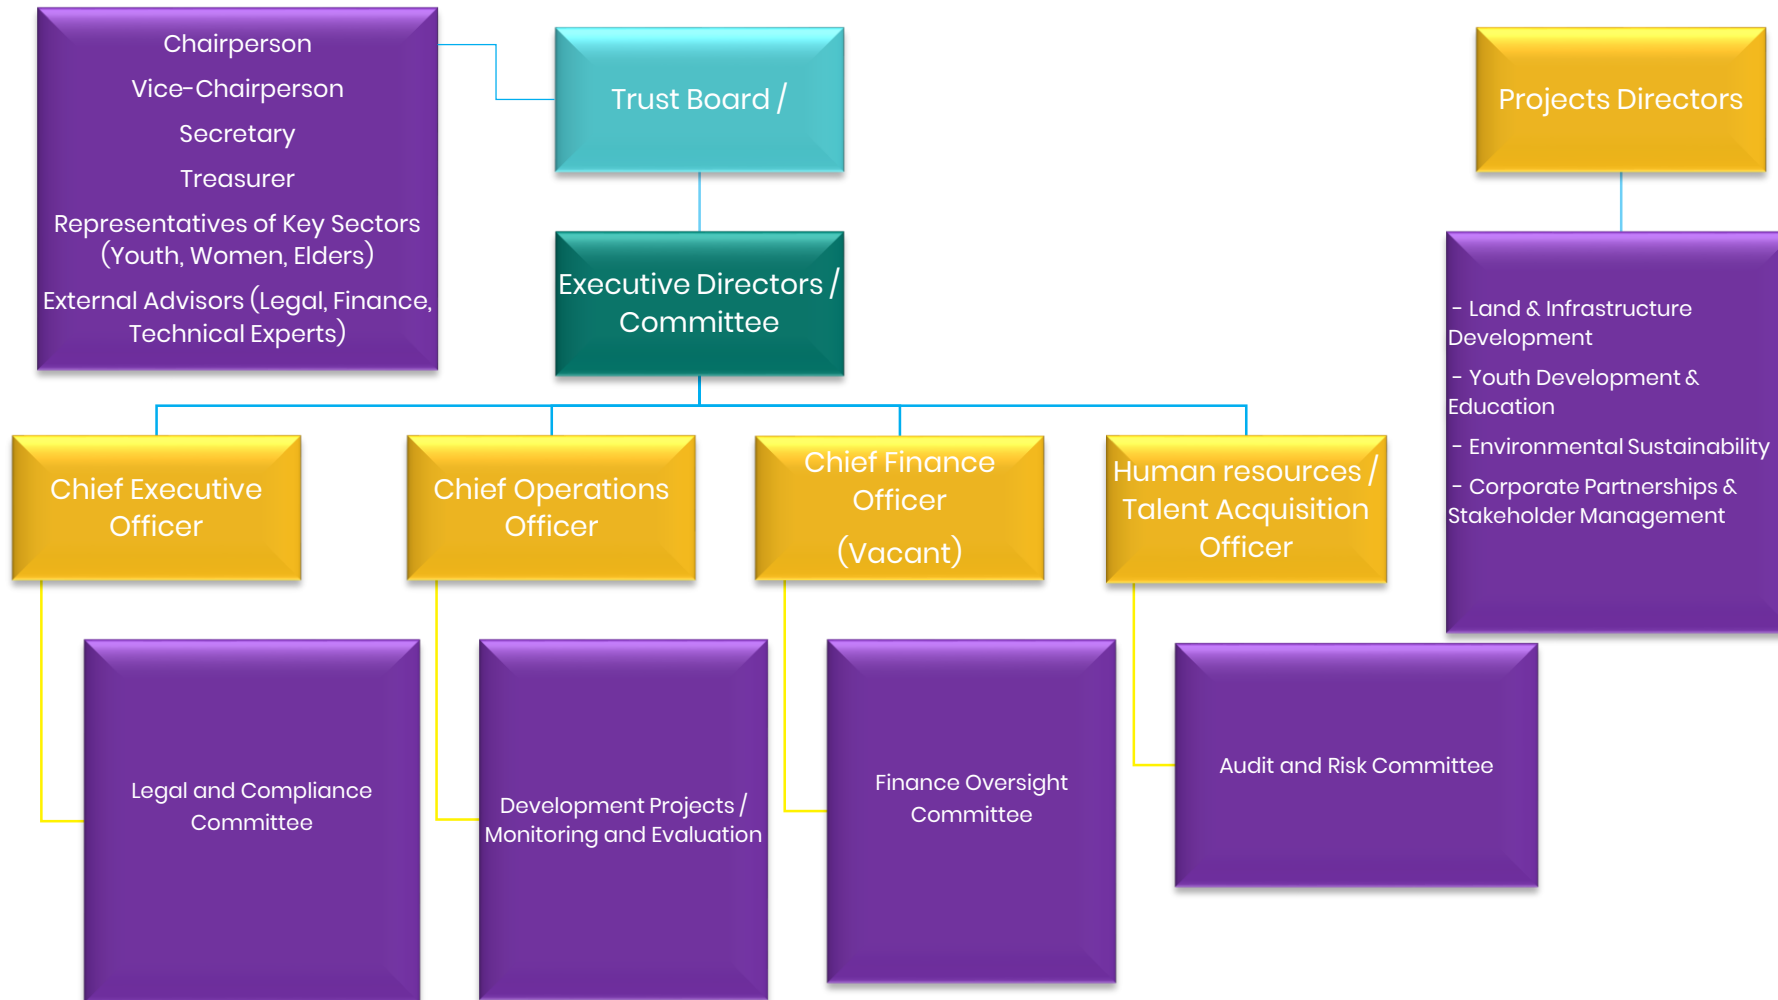 Chairperson
Vice-Chairperson
Secretary
Treasurer
Representatives of Key Sectors
(Youth, Women, Elders)
External Advisors (Legal, Finance,
Technical Experts)
Trust Board /
Projects Directors
Executive Directors /
Committee
- Land & Infrastructure
Development
- Youth Development &
Education
- Environmental Sustainability
- Corporate Partnerships &
Stakeholder Management
Chief Executive
Officer
Chief Operations
Officer
Chief Finance
Officer
(Vacant)
Human resources /
Talent Acquisition
Officer
Legal and Compliance
Committee
Development Projects /
Monitoring and Evaluation
Finance Oversight
Committee
Audit and Risk Committee